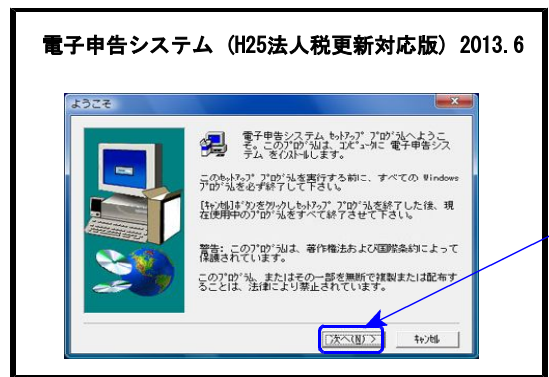 電子申告システム (H25法人税更新対応版) 2013.6
ようこそ
電子申告システム ｾｯﾄｱｯﾌﾟ ﾌﾟﾛｸﾞﾗﾑへようこ
そ。このﾌﾟﾛｸﾞﾗﾑは、ｺﾝﾋﾟｭｰﾀに 電子申告シス
テム をｲﾝｽﾄｰﾙします。
このｾｯﾄｱｯﾌﾟ ﾌﾟﾛｸﾞﾗﾑを実行する前に、すべての Windows
ﾌﾟﾛｸﾞﾗﾑを必ず終了して下さい。
[ｷｬﾝｾﾙ]ﾎﾞﾀﾝをｸﾘｯｸしｾｯﾄｱｯﾌﾟ ﾌﾟﾛｸﾞﾗﾑを終了した後、現
在使用中のﾌﾟﾛｸﾞﾗﾑをすべて終了させて下さい。
警告: このﾌﾟﾛｸﾞﾗﾑは、著作権法および国際条約によって
保護されています。
このﾌﾟﾛｸﾞﾗﾑ、またはその一部を無断で複製または配布す
ることは、法律により禁止されています。
次へ(N) >
ｷｬﾝｾﾙ